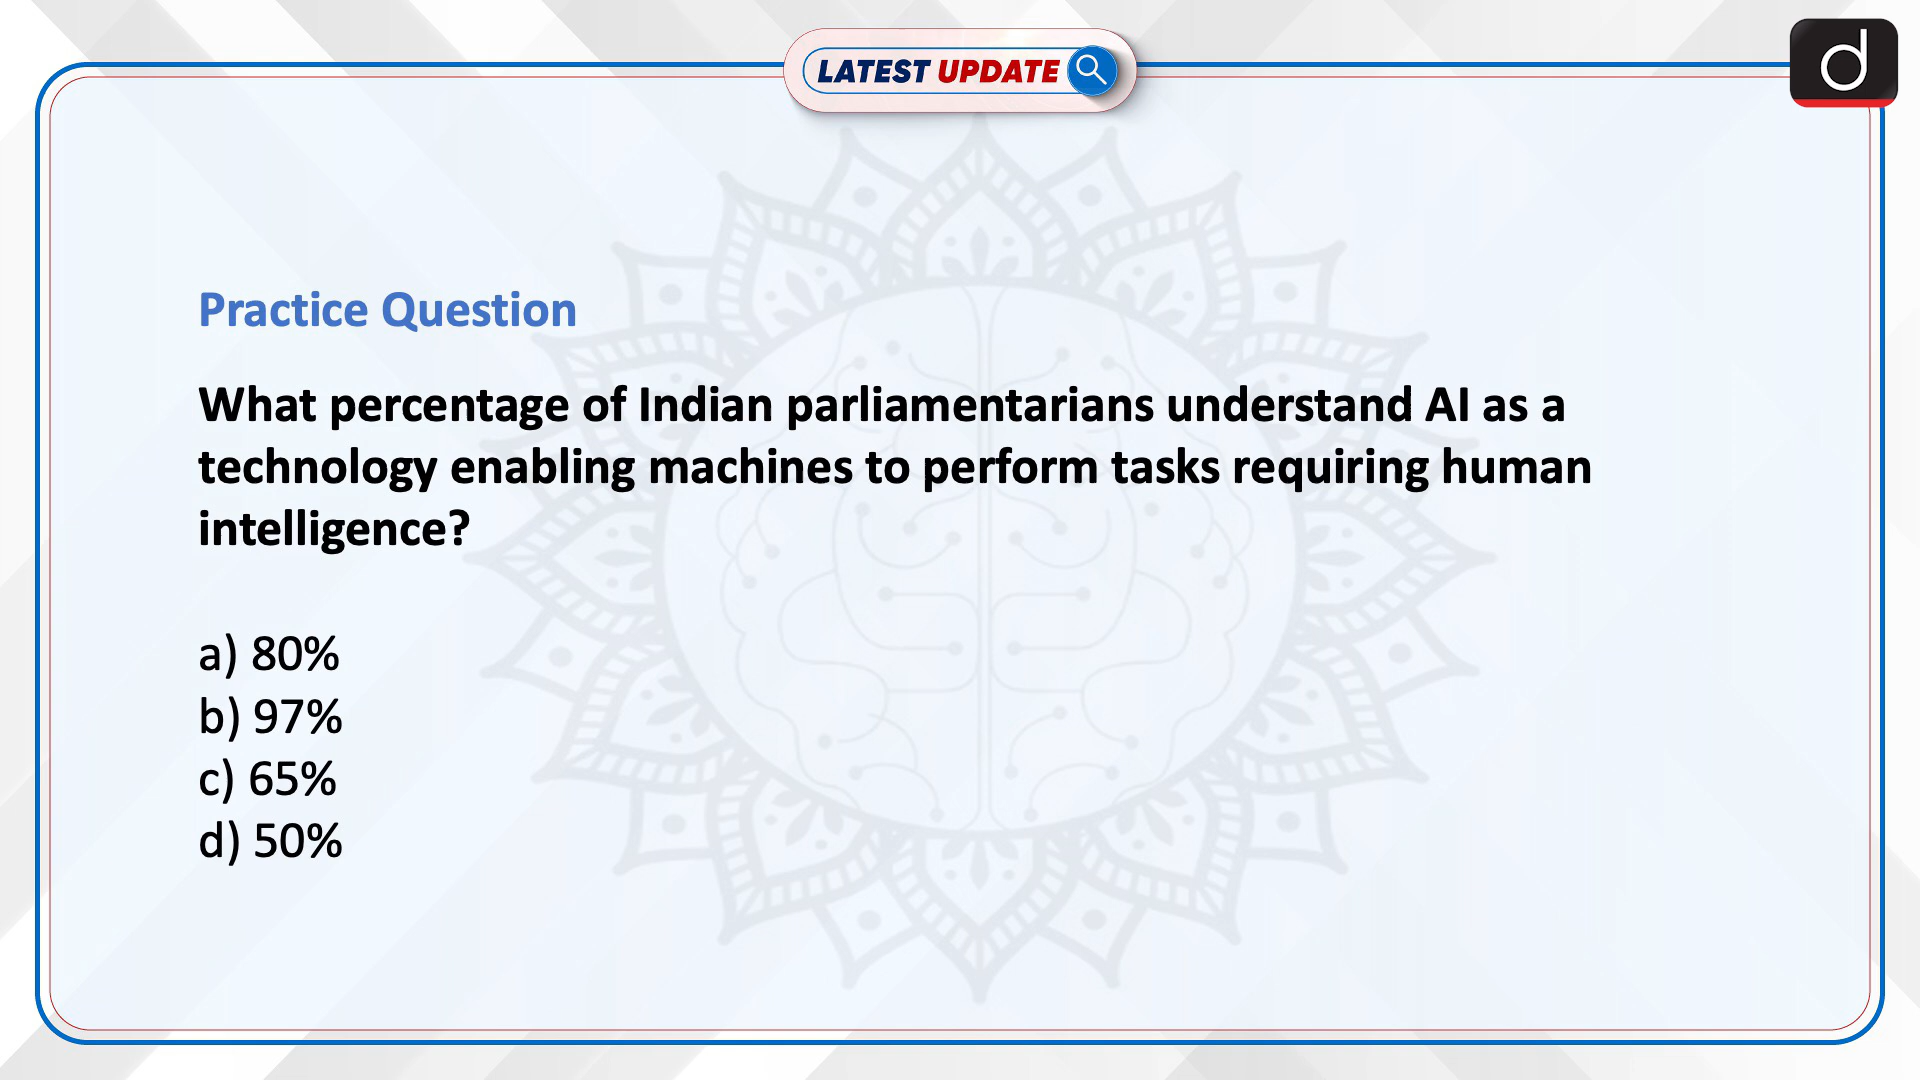 LATEST UPDATE
d
Practice Question
What percentage of Indian parliamentarians understand AI as a
technology enabling machines to perform tasks requiring human
intelligence?
a) 80%
b) 97%
c) 65%
d) 50%